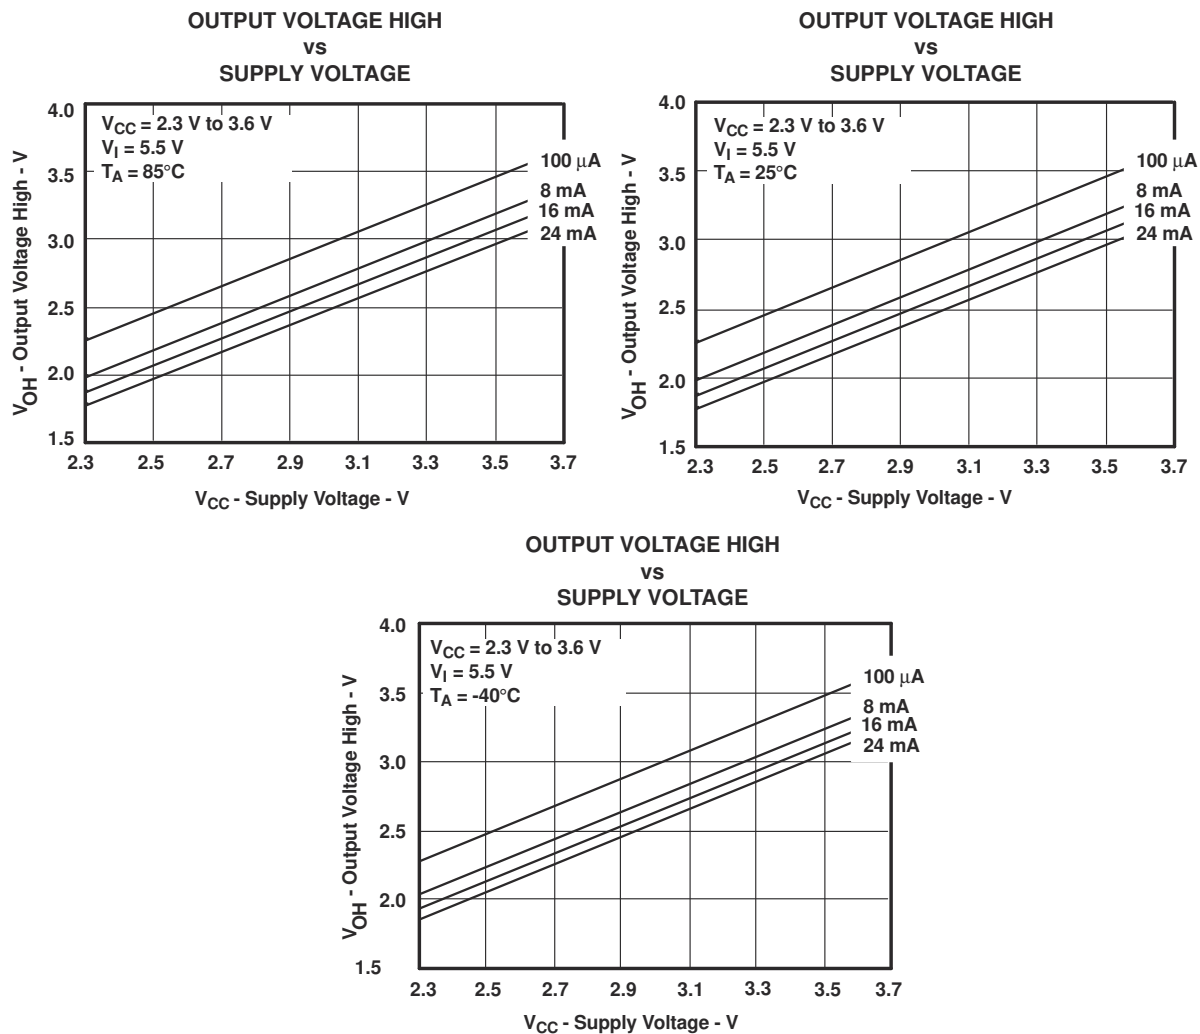 OUTPUT VOLTAGE HIGH
vs
SUPPLY VOLTAGE
V_OH - Output Voltage High - V
4.0
3.5
3.0
2.5
2.0
1.5
V_CC = 2.3 V to 3.6 V
V_I = 5.5 V
T_A = 85°C
100 μA
8 mA
16 mA
24 mA
2.3 2.5 2.7 2.9 3.1 3.3 3.5 3.7
V_CC - Supply Voltage - V
OUTPUT VOLTAGE HIGH
vs
SUPPLY VOLTAGE
V_OH - Output Voltage High - V
4.0
3.5
3.0
2.5
2.0
1.5
V_CC = 2.3 V to 3.6 V
V_I = 5.5 V
T_A = 25°C
100 μA
8 mA
16 mA
24 mA
2.3 2.5 2.7 2.9 3.1 3.3 3.5 3.7
V_CC - Supply Voltage - V
OUTPUT VOLTAGE HIGH
vs
SUPPLY VOLTAGE
V_OH - Output Voltage High - V
4.0
3.5
3.0
2.5
2.0
1.5
V_CC = 2.3 V to 3.6 V
V_I = 5.5 V
T_A = -40°C
100 μA
8 mA
16 mA
24 mA
2.3 2.5 2.7 2.9 3.1 3.3 3.5 3.7
V_CC - Supply Voltage - V